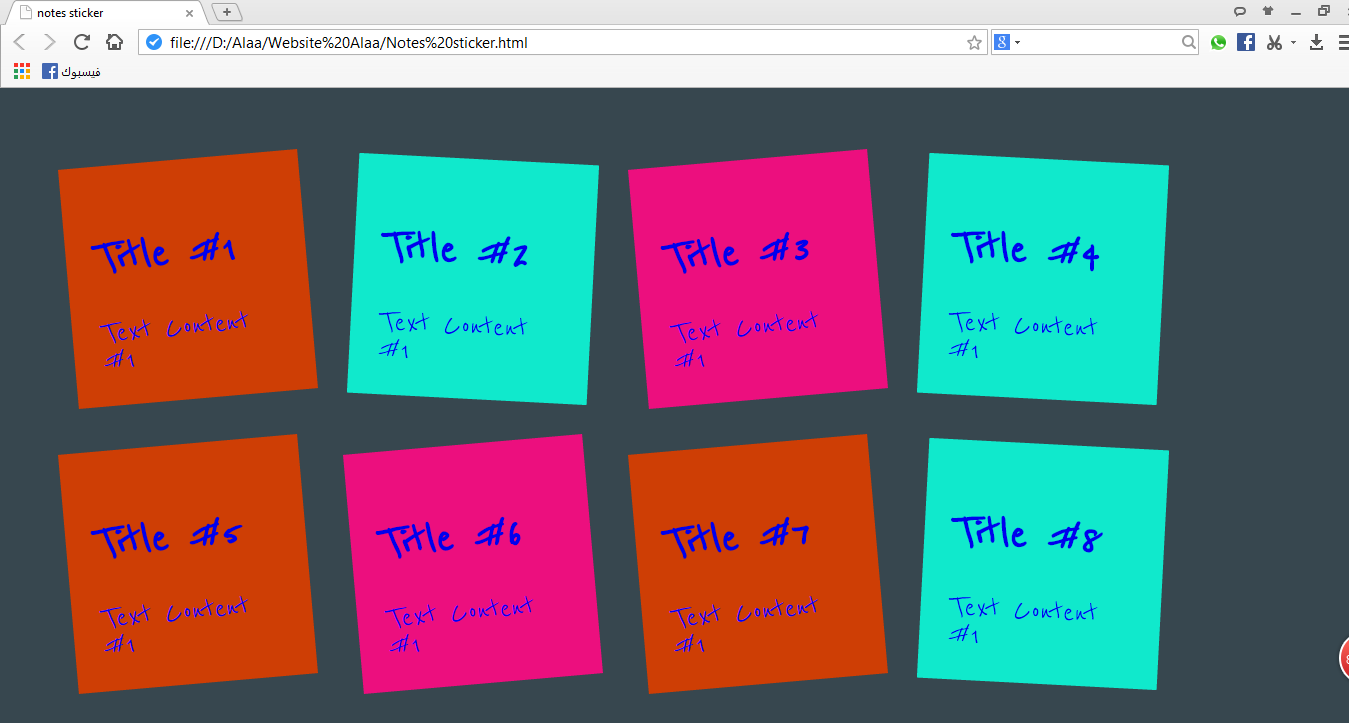 notes sticker
file:///D:/Alaa/Website%20Alaa/Notes%20sticker.html
فيسبوك
Title #1
Text Content
#1
Title #2
Text Content
#1
Title #3
Text Content
#1
Title #4
Text Content
#1
Title #5
Text Content
#1
Title #6
Text Content
#1
Title #7
Text Content
#1
Title #8
Text Content
#1